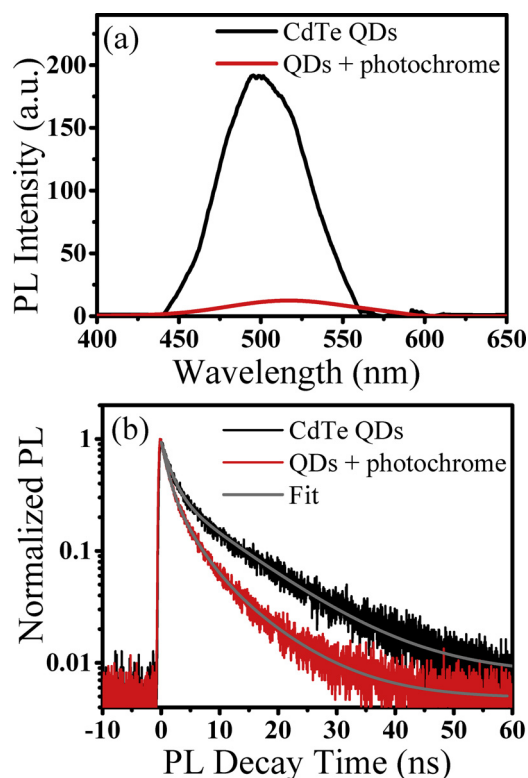 (a)
CdTe QDs
QDs + photochrome
PL Intensity (a.u.)
200
150
100
50
0
400 450 500 550 600 650
Wavelength (nm)
(b)
CdTe QDs
QDs + photochrome
Fit
Normalized PL
1
0.1
0.01
-10 0 10 20 30 40 50 60
PL Decay Time (ns)